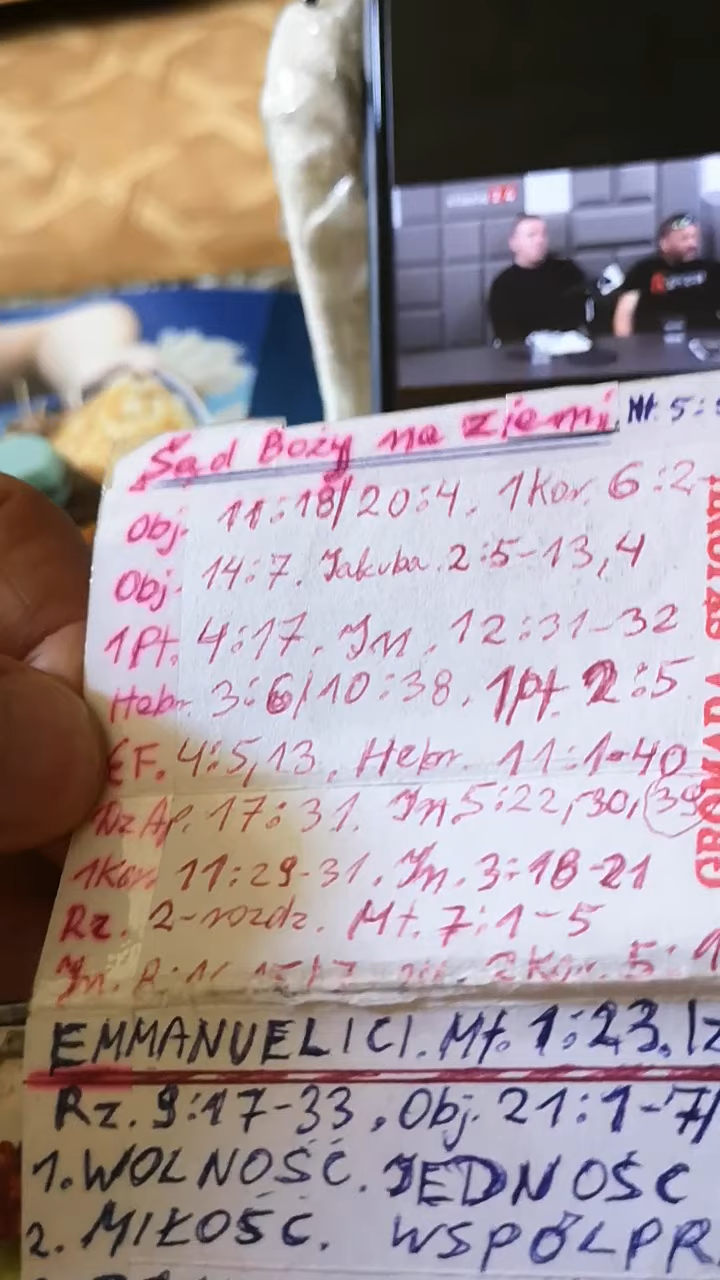 Sąd Boży na ziemi. Mt. 5:
Obj. 11:18/20:4. 1Kor. 6:2-
Obj. 14:7. Jakuba. 2:5-13,4
1Pt. 4:17. Jn. 12:31-32
Hebr. 3:6/10:38. 1pt. 2:5
EF. 4:5,13, Hebr. 11:1-40
Dz Ap. 17:31. Jn, 5:22,30, 39
1Kor. 11:29-31. Jn. 3:18-21
Rz. 2-rozdz. Mt. 7:1-5
Jn. 2Kor. 5:
GROMADA
EMMANUELICI. Mt. 1:23. Iz
Rz. 9:17-33, Obj. 21:1-7/
1. WOLNOŚĆ. JEDNOŚĆ
2. MIŁOŚĆ. WSPÓŁPR